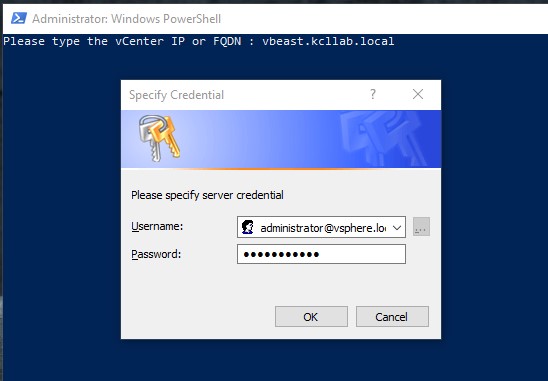 Administrator: Windows PowerShell
Please type the vCenter IP or FQDN : vbeast.kcllab.local
Specify Credential
?
Please specify server credential
Username:
administrator@vsphere.loc
...
Password:
●●●●●●●●●●●
OK
Cancel